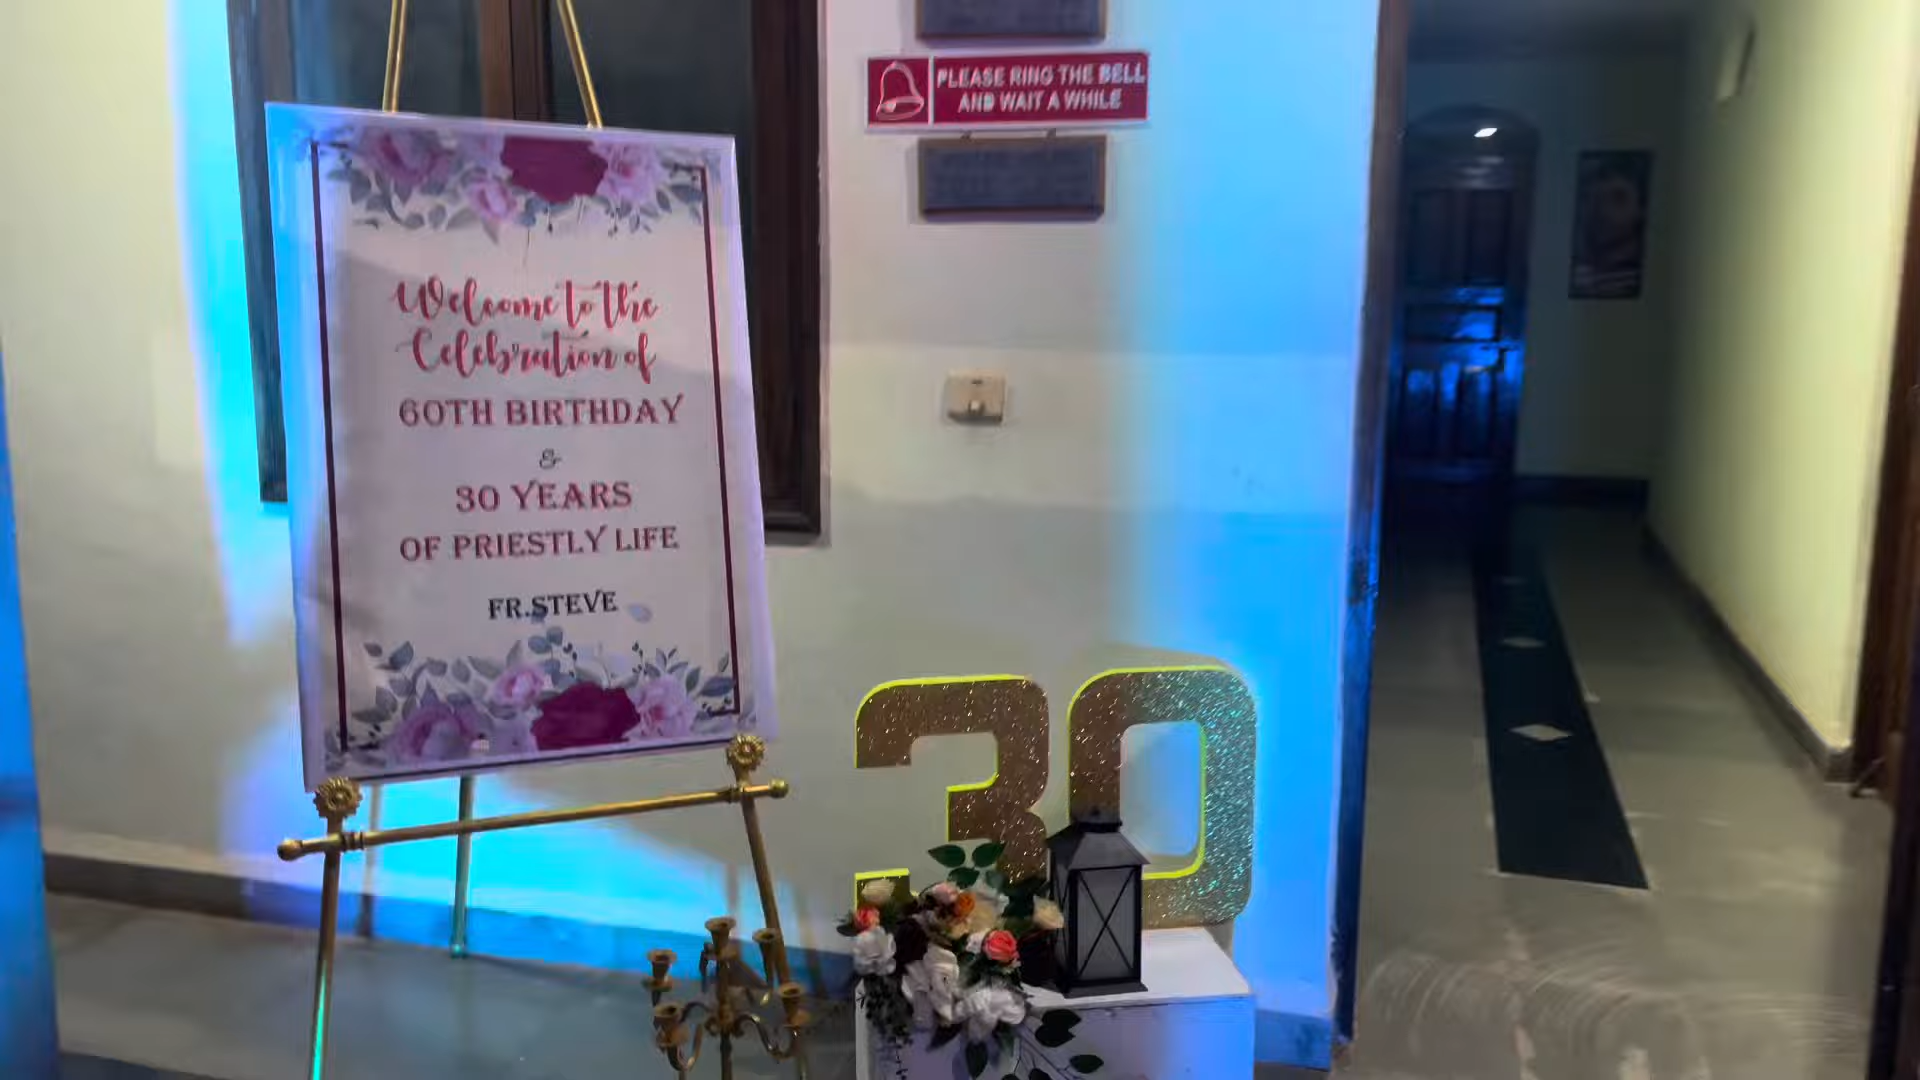 Welcome to the
Celebration of
60TH BIRTHDAY
&
30 YEARS
OF PRIESTLY LIFE
FR.STEVE
PLEASE RING THE BELL
AND WAIT A WHILE
30